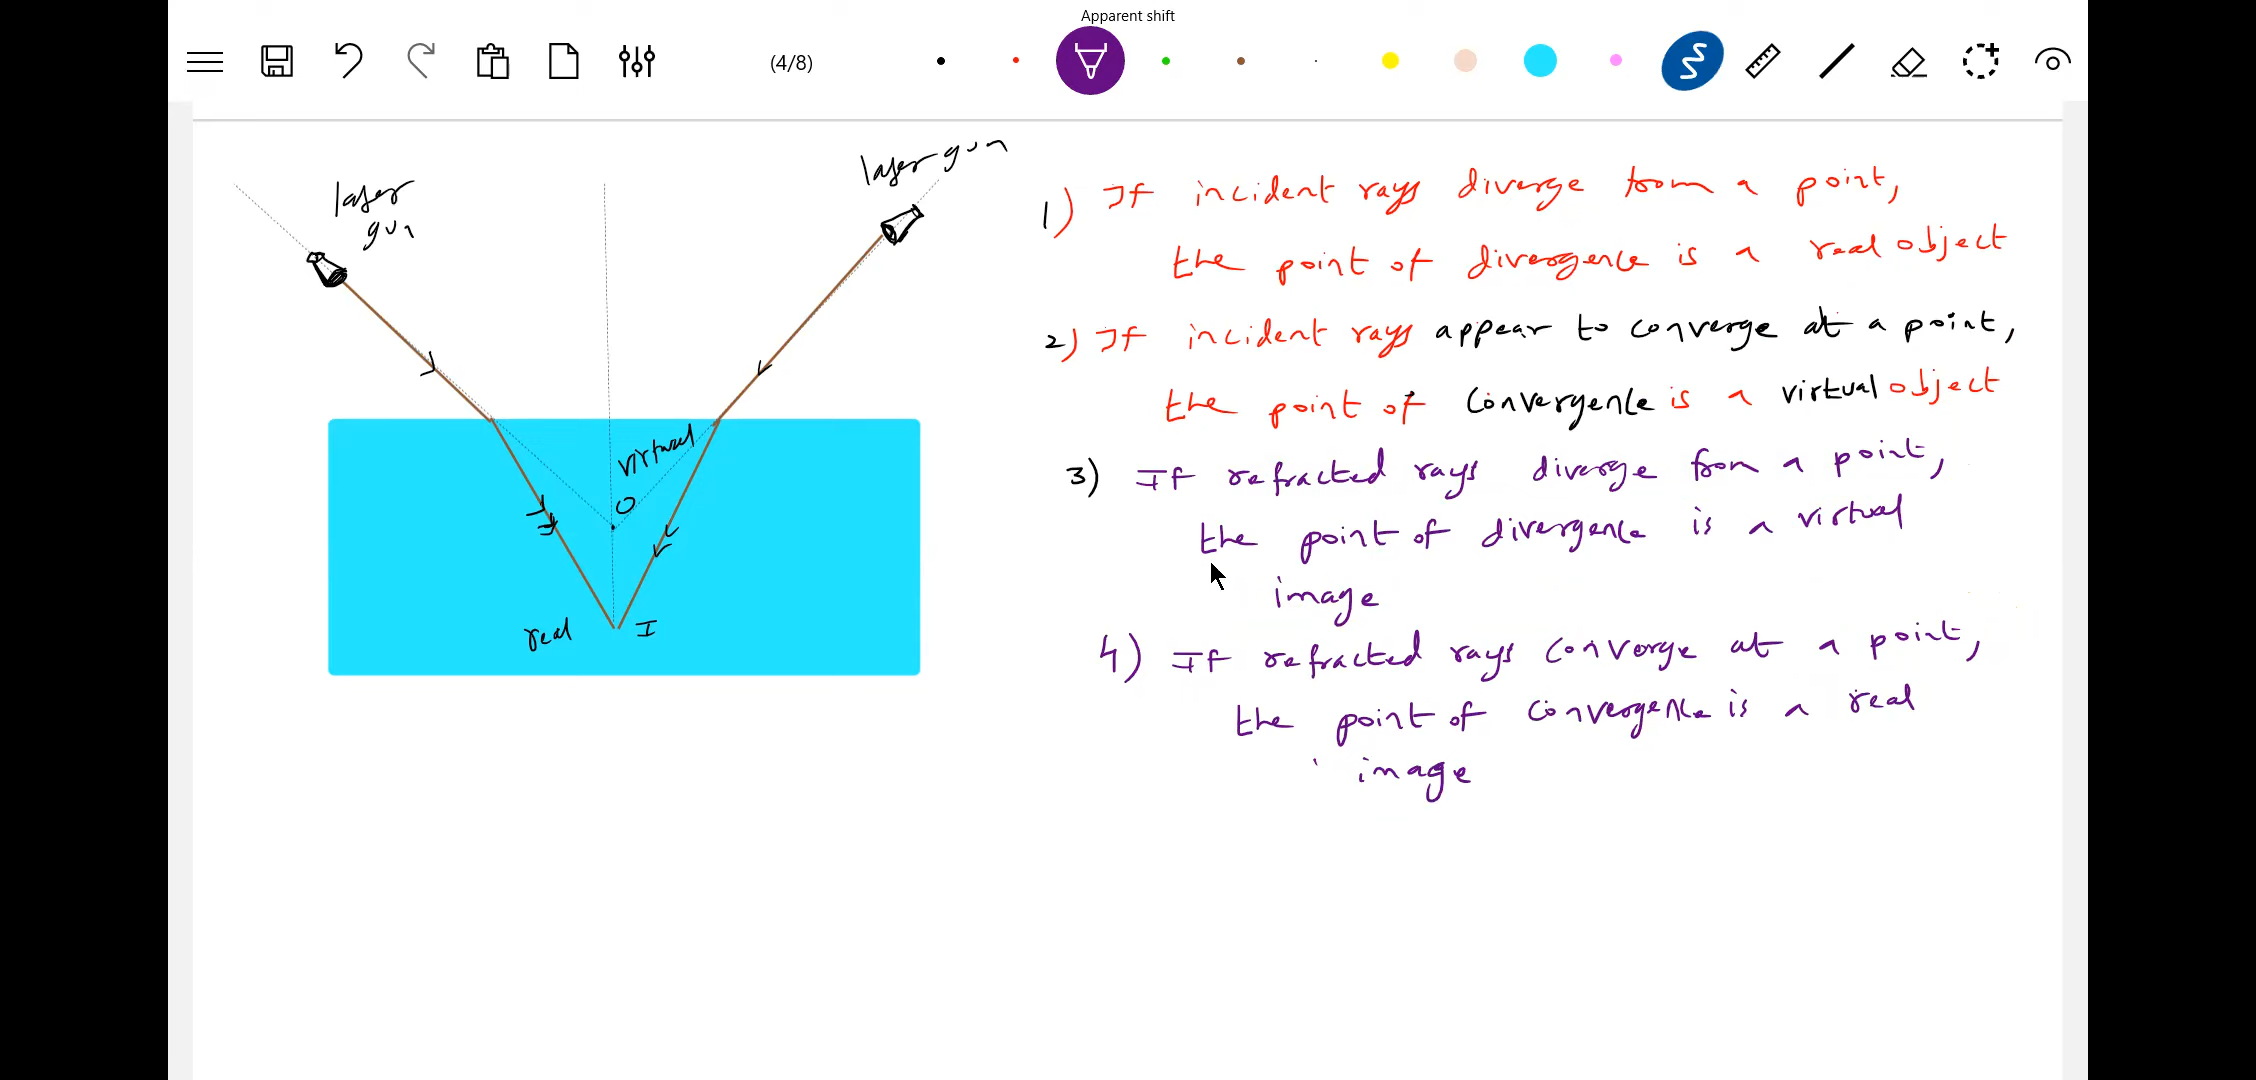 Apparent shift
(4/8)
laser
gun
laser gun
virtual
O
real I
1) If incident rays diverge from a point,
the point of divergence is a real object
2) If incident rays appear to converge at a point,
the point of convergence is a virtual object
3) If refracted rays diverge from a point,
the point of divergence is a virtual
image
4) If refracted rays converge at a point,
the point of convergence is a real
image